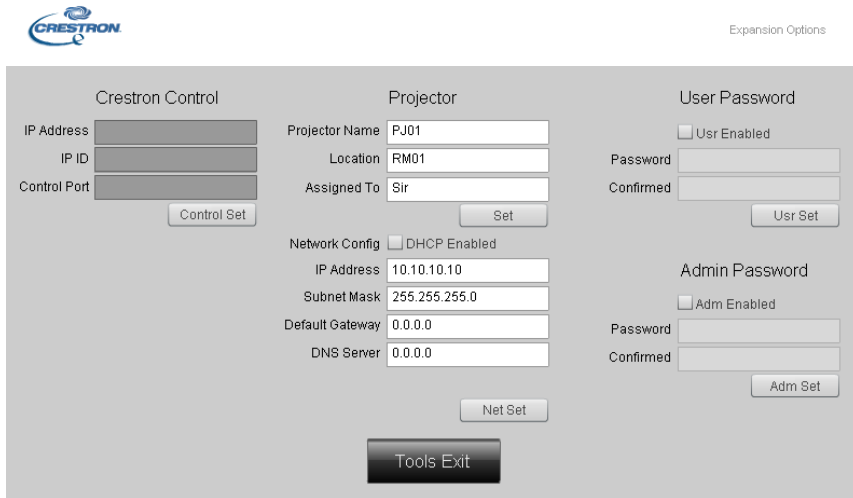 CRESTRON
Expansion Options
Crestron Control
IP Address
IP ID
Control Port
Control Set
Projector
Projector Name PJ01
Location RM01
Assigned To Sir
Set
Network Config DHCP Enabled
IP Address 10.10.10.10
Subnet Mask 255.255.255.0
Default Gateway 0.0.0.0
DNS Server 0.0.0.0
Net Set
User Password
Usr Enabled
Password
Confirmed
Usr Set
Admin Password
Adm Enabled
Password
Confirmed
Adm Set
Tools Exit